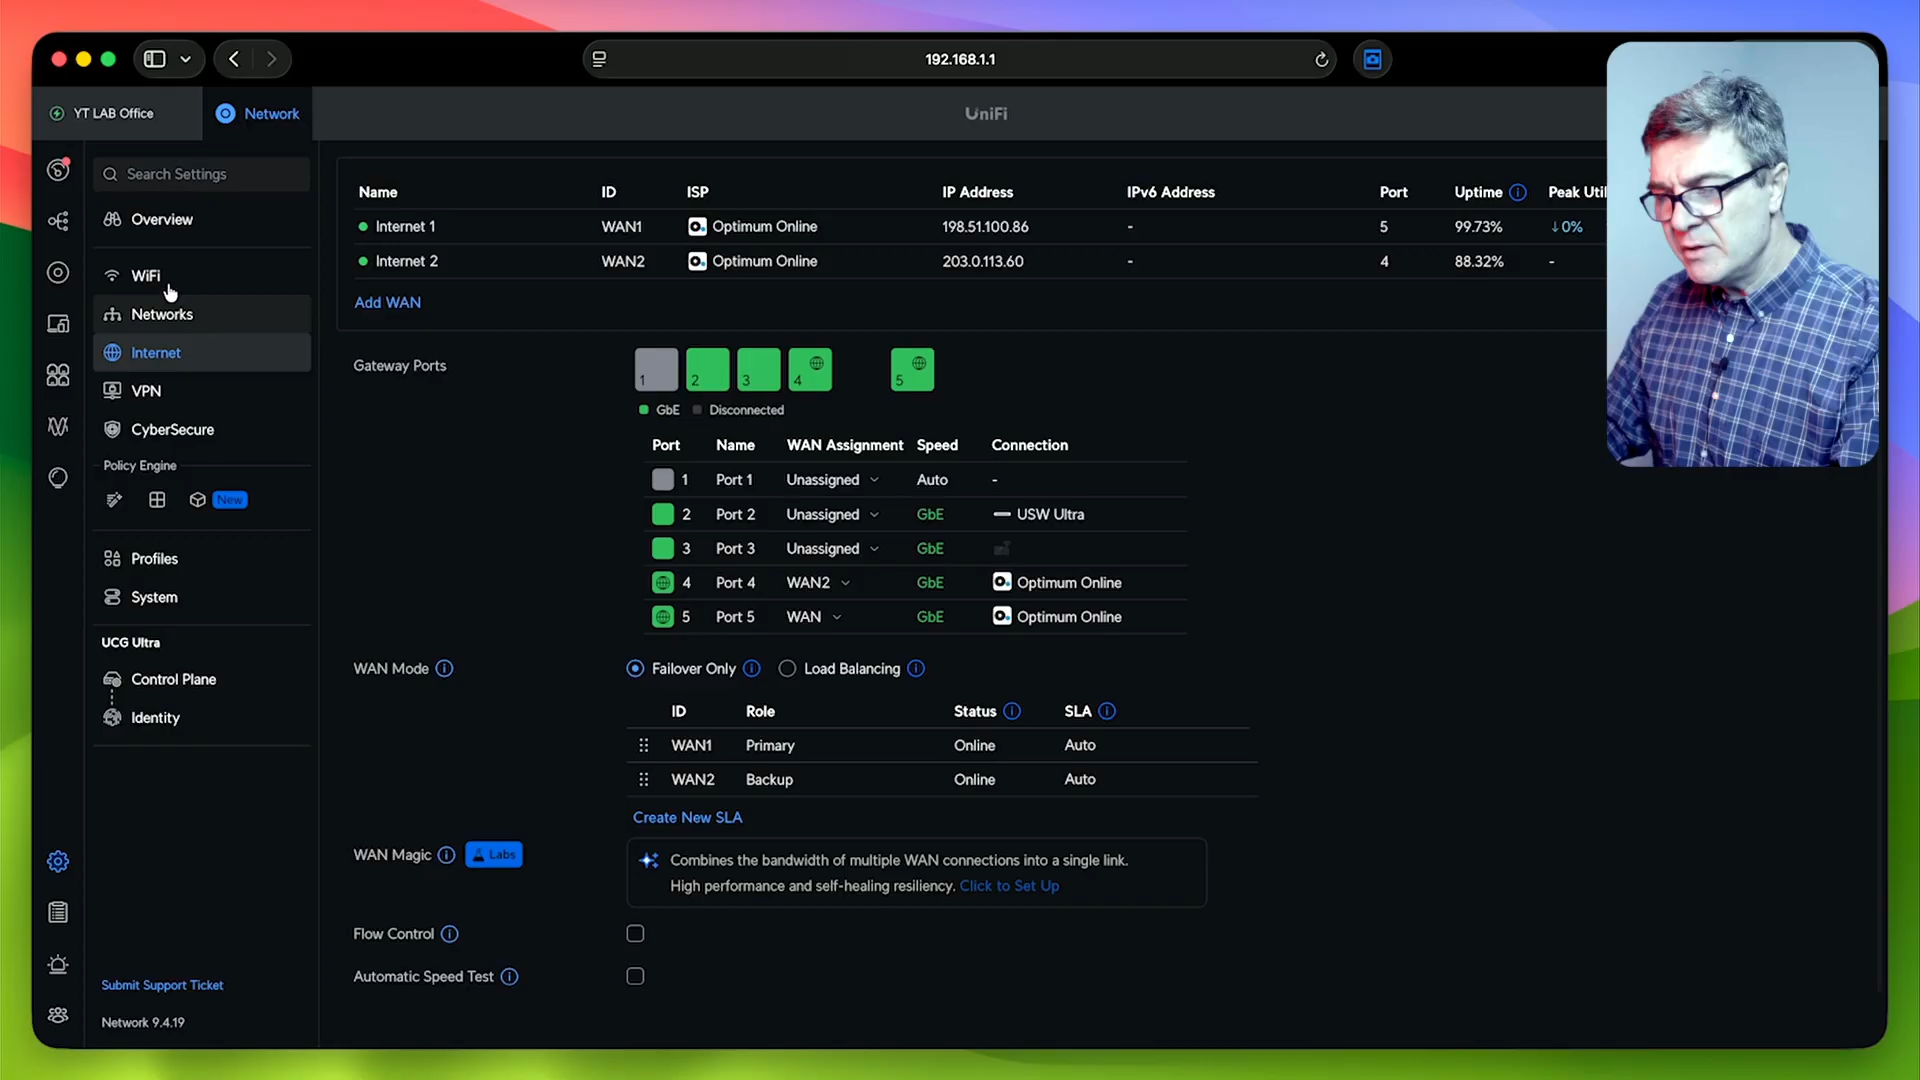 192.168.1.1
YT LAB Office
Network
UniFi
Search Settings
Overview
WiFi
Networks
Internet
VPN
CyberSecure
Policy Engine
New
Profiles
System
UCG Ultra
Control Plane
Identity
Submit Support Ticket
Network 9.4.19
Name ID ISP IP Address IPv6 Address Port Uptime Peak Util
Internet 1 WAN1 Optimum Online 198.51.100.86 - 5 99.73% ↓0%
Internet 2 WAN2 Optimum Online 203.0.113.60 - 4 88.32% -
Add WAN
Gateway Ports
1 2 3 4 5
GbE Disconnected
Port Name WAN Assignment Speed Connection
1 Port 1 Unassigned Auto -
2 Port 2 Unassigned GbE USW Ultra
3 Port 3 Unassigned GbE
4 Port 4 WAN2 GbE Optimum Online
5 Port 5 WAN GbE Optimum Online
WAN Mode Failover Only Load Balancing
ID Role Status SLA
WAN1 Primary Online Auto
WAN2 Backup Online Auto
Create New SLA
WAN Magic Labs
Combines the bandwidth of multiple WAN connections into a single link.
High performance and self-healing resiliency. Click to Set Up
Flow Control
Automatic Speed Test